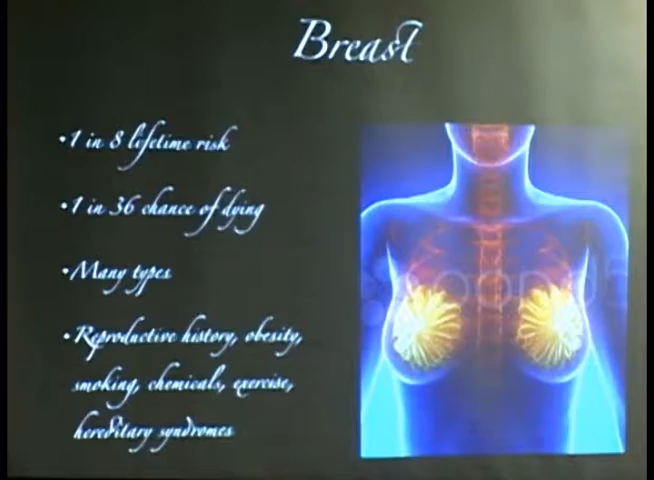 Breast
•1 in 8 lifetime risk
•1 in 36 chance of dying
•Many types
•Reproductive history, obesity,
smoking, chemicals, exercise,
hereditary syndromes